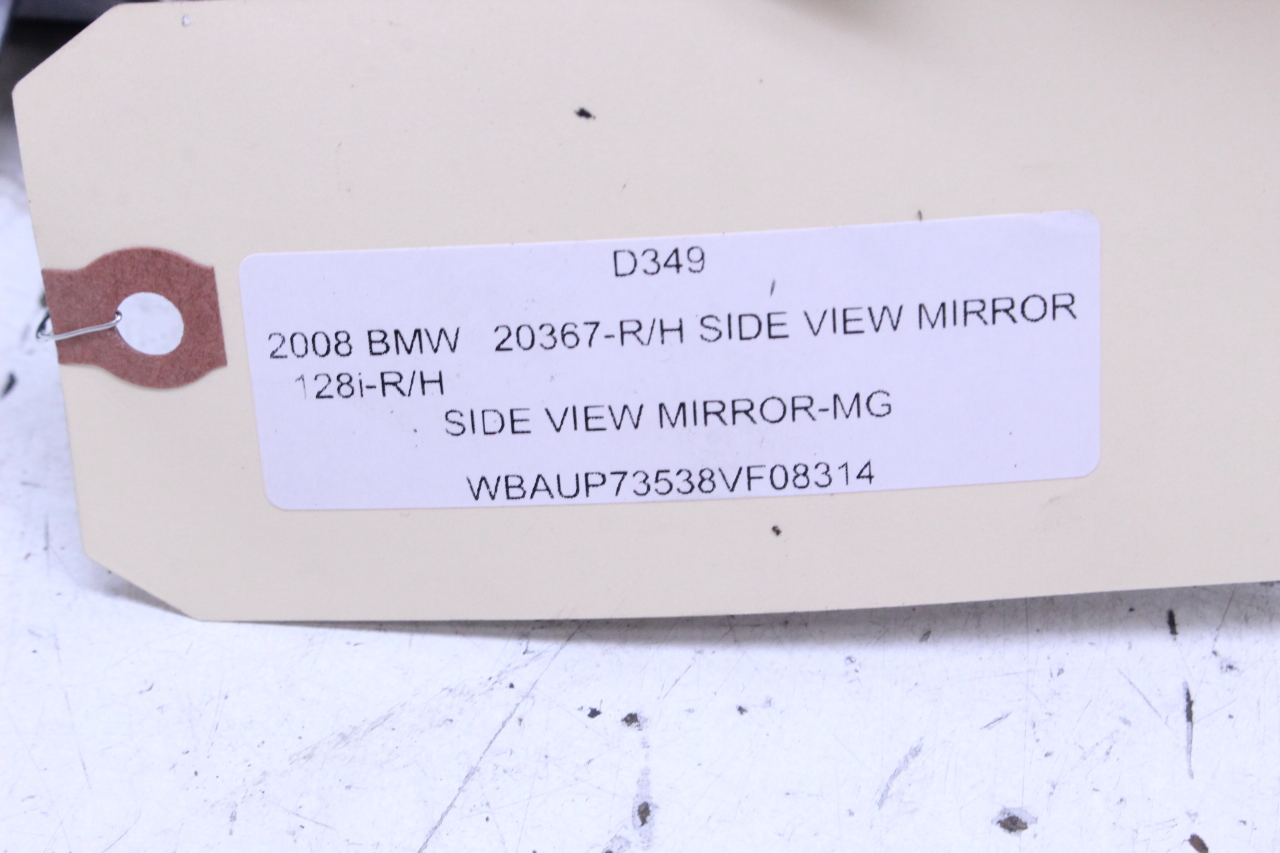 D349
2008 BMW 20367-R/H SIDE VIEW MIRROR
128i-R/H
SIDE VIEW MIRROR-MG
WBAUP73538VF08314